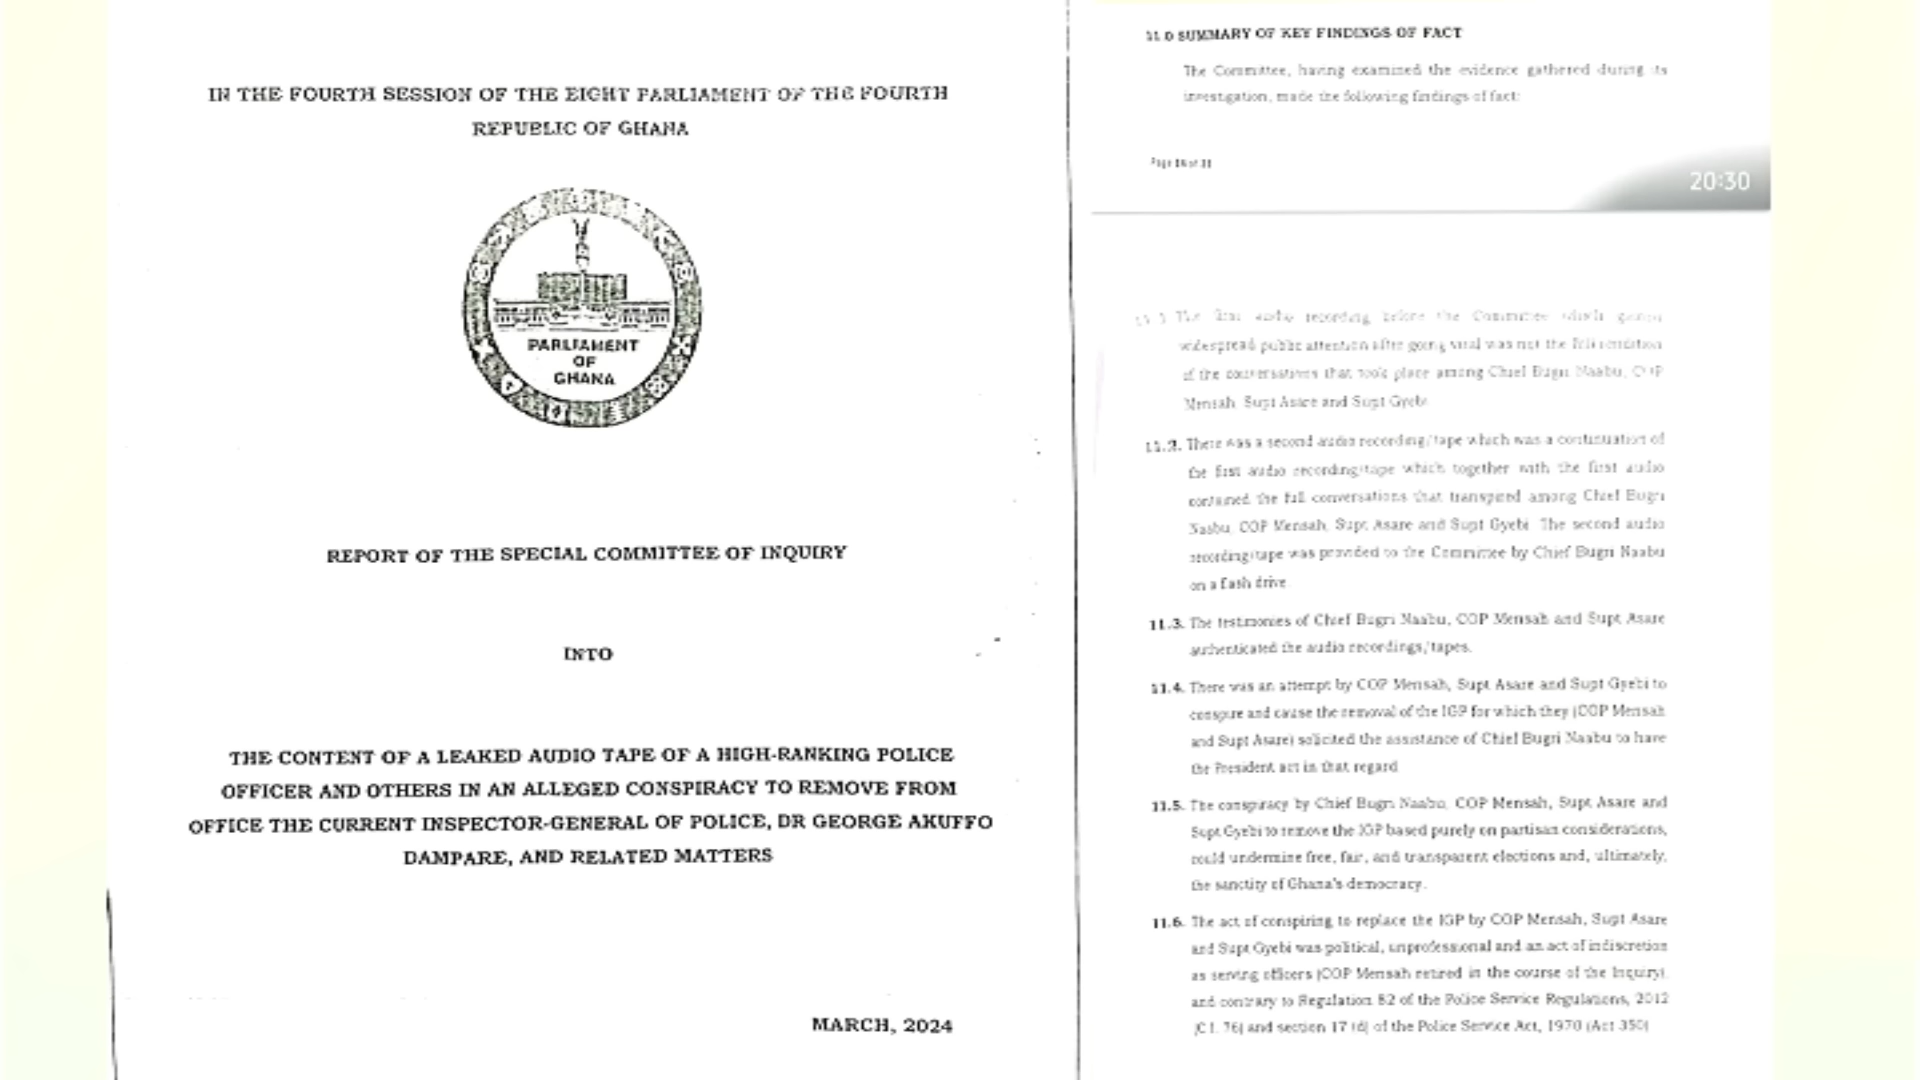 IN THE FOURTH SESSION OF THE EIGHT PARLIAMENT OF THE FOURTH
REPUBLIC OF GHANA
PARLIAMENT
OF
GHANA
REPORT OF THE SPECIAL COMMITTEE OF INQUIRY
INTO
THE CONTENT OF A LEAKED AUDIO TAPE OF A HIGH-RANKING POLICE
OFFICER AND OTHERS IN AN ALLEGED CONSPIRACY TO REMOVE FROM
OFFICE THE CURRENT INSPECTOR-GENERAL OF POLICE, DR GEORGE AKUFFO
DAMPARE, AND RELATED MATTERS
MARCH, 2024
11.0 SUMMARY OF KEY FINDINGS OF FACT
The Committee, having examined the evidence gathered during its
investigation, made the following findings of fact:
Page of
20:30
The first audio recording before the Committee which
widespread public attention after going viral was not the full rendition
of the conversations that took place among Chief Bugri Naabu, COP
Mensah, Supt Asare and Supt Gyebi
11.2. There was a second audio recording/tape which was a continuation of
the first audio recording/tape which together with the first audio
contained the full conversations that transpired among Chief Bugri
Naabu, COP Mensah, Supt Asare and Supt Gyebi. The second audio
recording/tape was provided to the Committee by Chief Bugri Naabu
on a flash drive.
11.3. The testimonies of Chief Bugri Naabu, COP Mensah and Supt Asare
authenticated the audio recordings/tapes.
11.4. There was an attempt by COP Mensah, Supt Asare and Supt Gyebi to
conspire and cause the removal of the IGP for which they (COP Mensah
and Supt Asare) solicited the assistance of Chief Bugri Naabu to have
the President act in that regard
11.5. The conspiracy by Chief Bugri Naabu, COP Mensah, Supt Asare and
Supt Gyebi to remove the IGP based purely on partisan considerations,
could undermine free, fair, and transparent elections and, ultimately,
the sanctity of Ghana's democracy.
11.6. The act of conspiring to replace the IGP by COP Mensah, Supt Asare
and Supt Gyebi was political, unprofessional and an act of indiscretion
as serving officers (COP Mensah retired in the course of the Inquiry),
and contrary to Regulation 82 of the Police Service Regulations, 2012
(C.I. 76) and section 17 (d) of the Police Service Act, 1970 (Act 350)